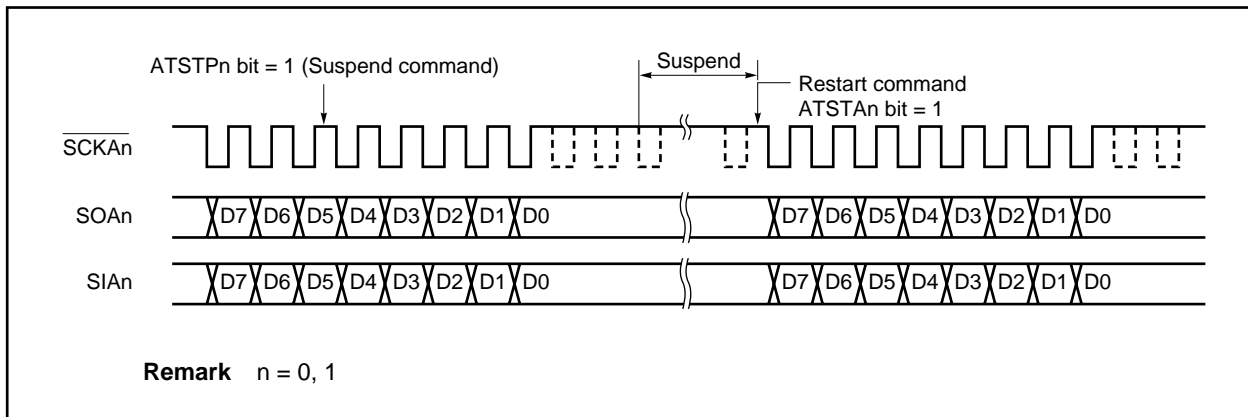 Suspend
ATSTPn bit = 1 (Suspend command)
Restart command
ATSTAn bit = 1
SCKAn
SOAn D7 D6 D5 D4 D3 D2 D1 D0 D7 D6 D5 D4 D3 D2 D1 D0
SIAn D7 D6 D5 D4 D3 D2 D1 D0 D7 D6 D5 D4 D3 D2 D1 D0
Remark n = 0, 1